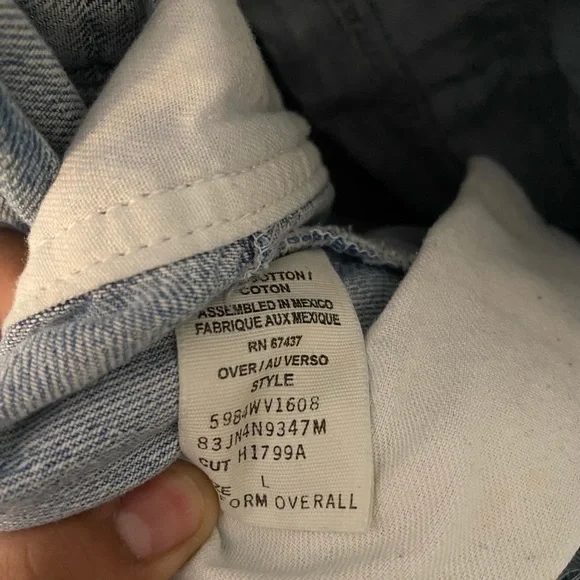 COTTON /
COTON
ASSEMBLED IN MEXICO
FABRIQUE AUX MEXIQUE
RN 67437
OVER / AU VERSO
STYLE
5984WV1608
83JN4N9347M
CUT H1799A
L
ORM OVERALL